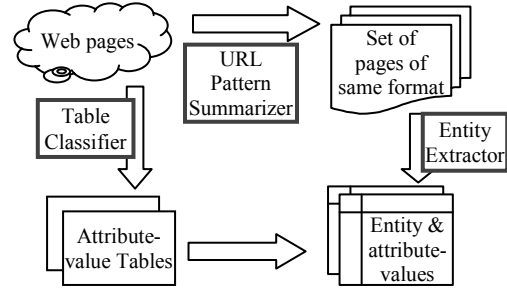 Web pages
URL
Pattern
Summarizer
Set of
pages of
same format
Table
Classifier
Entity
Extractor
Attribute-
value Tables
Entity &
attribute-
values